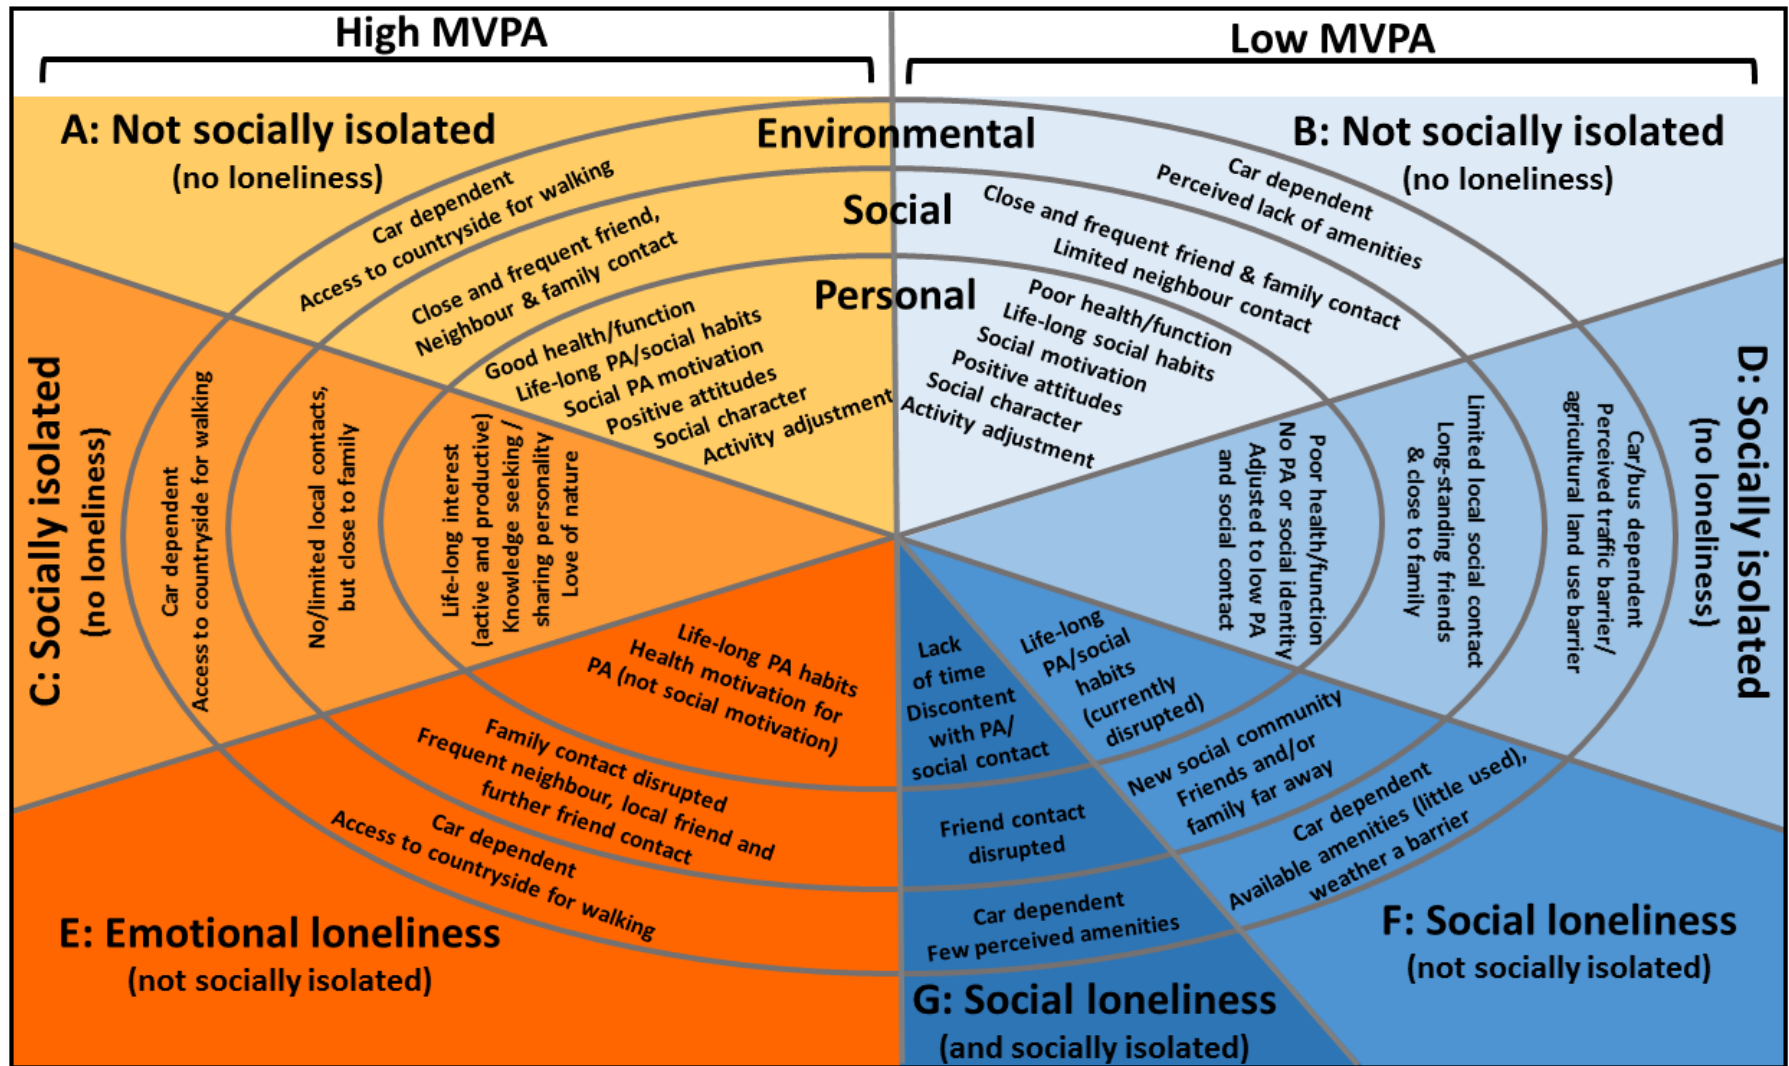 High MVPA
Low MVPA
A: Not socially isolated
(no loneliness)
Environmental
Social
Personal
Car dependent
Access to countryside for walking
Close and frequent friend,
Neighbour & family contact
Good health/function
Life-long PA/social habits
Social PA motivation
Positive attitudes
Social character
Activity adjustment
B: Not socially isolated
(no loneliness)
Car dependent
Perceived lack of amenities
Close and frequent friend & family contact
Limited neighbour contact
Poor health/function
Life-long social habits
Social motivation
Positive attitudes
Social character
Activity adjustment
C: Socially isolated
(no loneliness)
Car dependent
Access to countryside for walking
No/limited local contacts,
but close to family
Life-long interest
(active and productive)
Knowledge seeking /
sharing personality
Love of nature
D: Socially isolated
(no loneliness)
Car/bus dependent
Perceived traffic barrier/
agricultural land use barrier
Limited local social contact
Long-standing friends
& close to family
Poor health/function
No PA or social identity
Adjusted to low PA
and social contact
Life-long PA habits
Health motivation for
PA (not social motivation)
Family contact disrupted
Frequent neighbour, local friend and
further friend contact
Car dependent
Access to countryside for walking
E: Emotional loneliness
(not socially isolated)
Lack
of time
Discontent
with PA/
social contact
Friend contact
disrupted
Car dependent
Few perceived amenities
G: Social loneliness
(and socially isolated)
Life-long
PA/social
habits
(currently
disrupted)
New social community
Friends and/or
family far away
Car dependent
Available amenities (little used),
weather a barrier
F: Social loneliness
(not socially isolated)